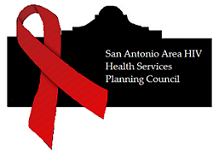 San Antonio Area HIV
Health Services
Planning Council